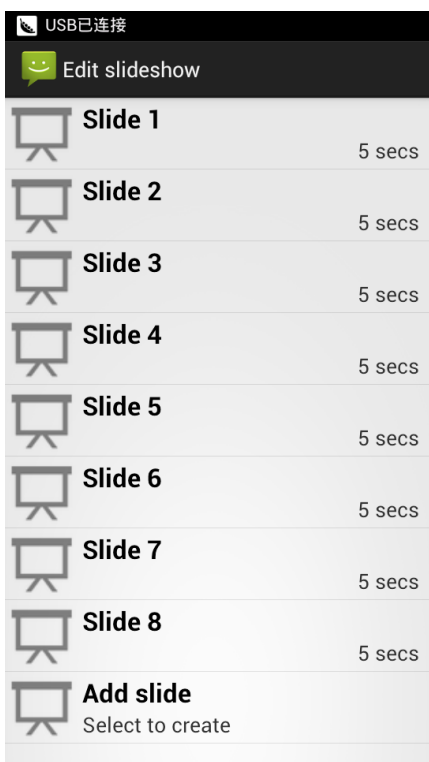 USB已连接
Edit slideshow
Slide 1
5 secs
Slide 2
5 secs
Slide 3
5 secs
Slide 4
5 secs
Slide 5
5 secs
Slide 6
5 secs
Slide 7
5 secs
Slide 8
5 secs
Add slide
Select to create